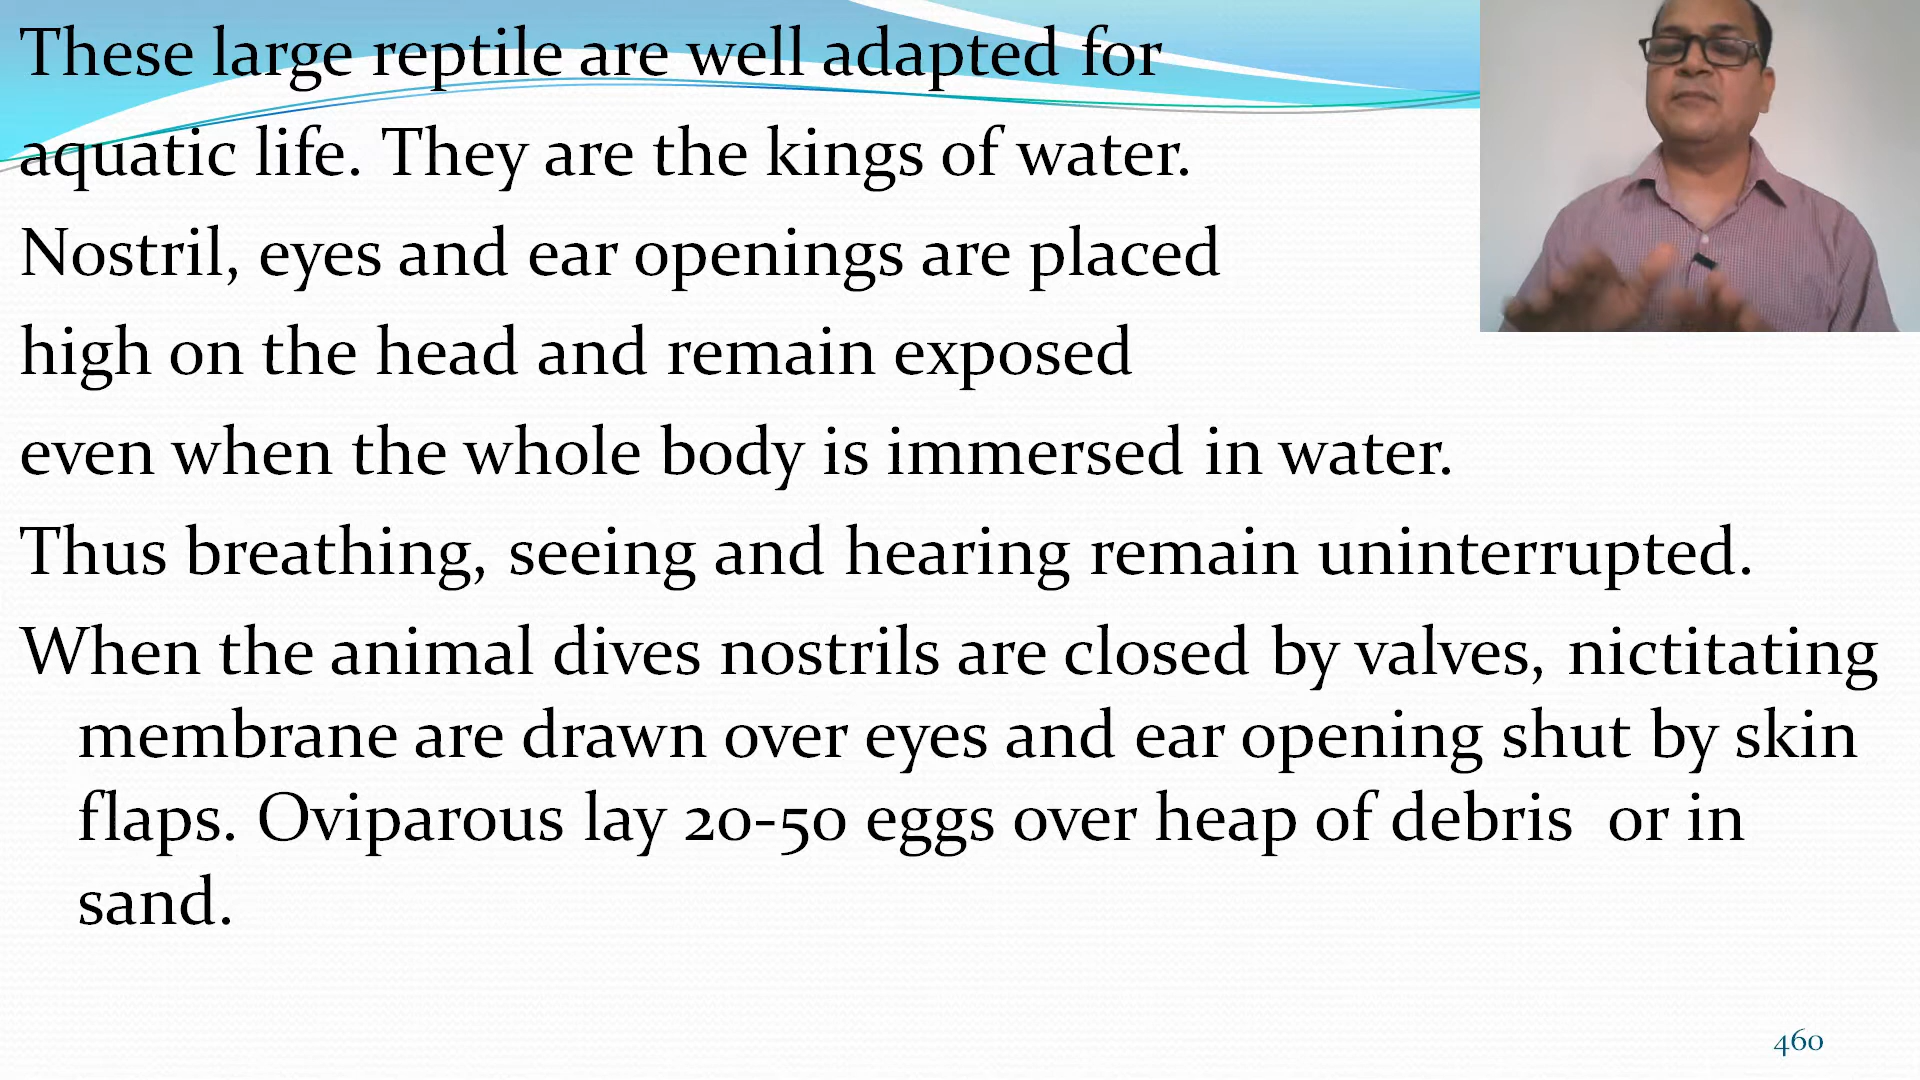 These large reptile are well adapted for
aquatic life. They are the kings of water.
Nostril, eyes and ear openings are placed
high on the head and remain exposed
even when the whole body is immersed in water.
Thus breathing, seeing and hearing remain uninterrupted.
When the animal dives nostrils are closed by valves, nictitating
membrane are drawn over eyes and ear opening shut by skin
flaps. Oviparous lay 20-50 eggs over heap of debris  or in
sand.
460